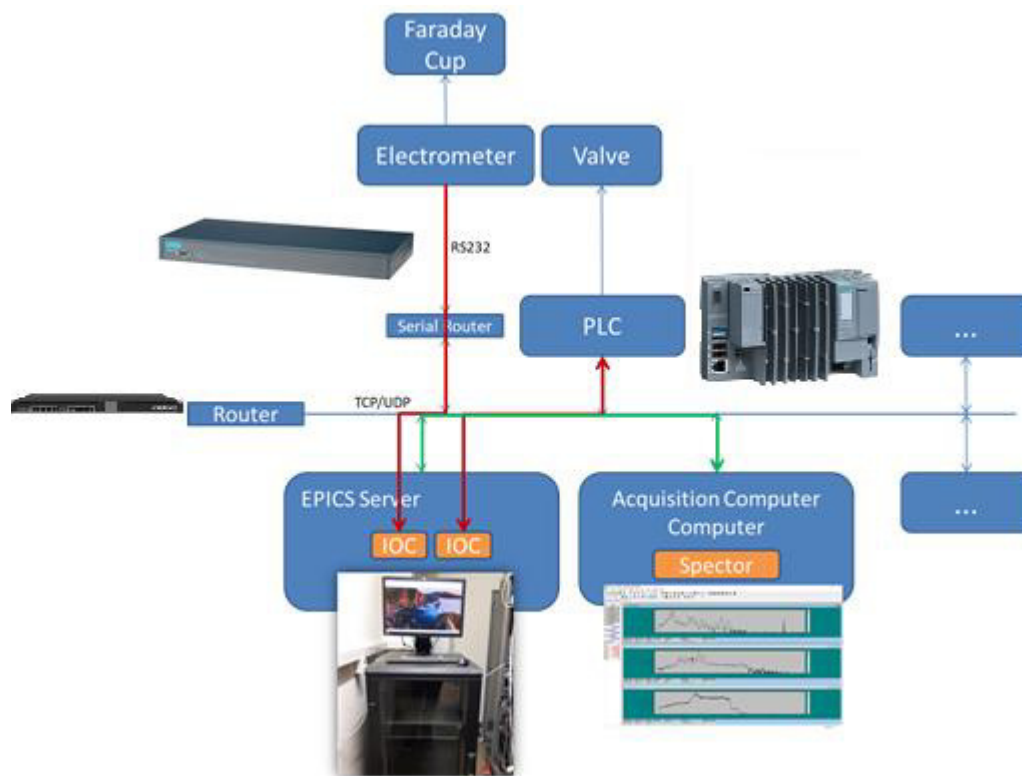 Faraday
Cup
Electrometer
Valve
RS232
Serial Router
PLC
...
TCP/UDP
Router
EPICS Server
IOC
IOC
Acquisition Computer
Computer
Spector
...